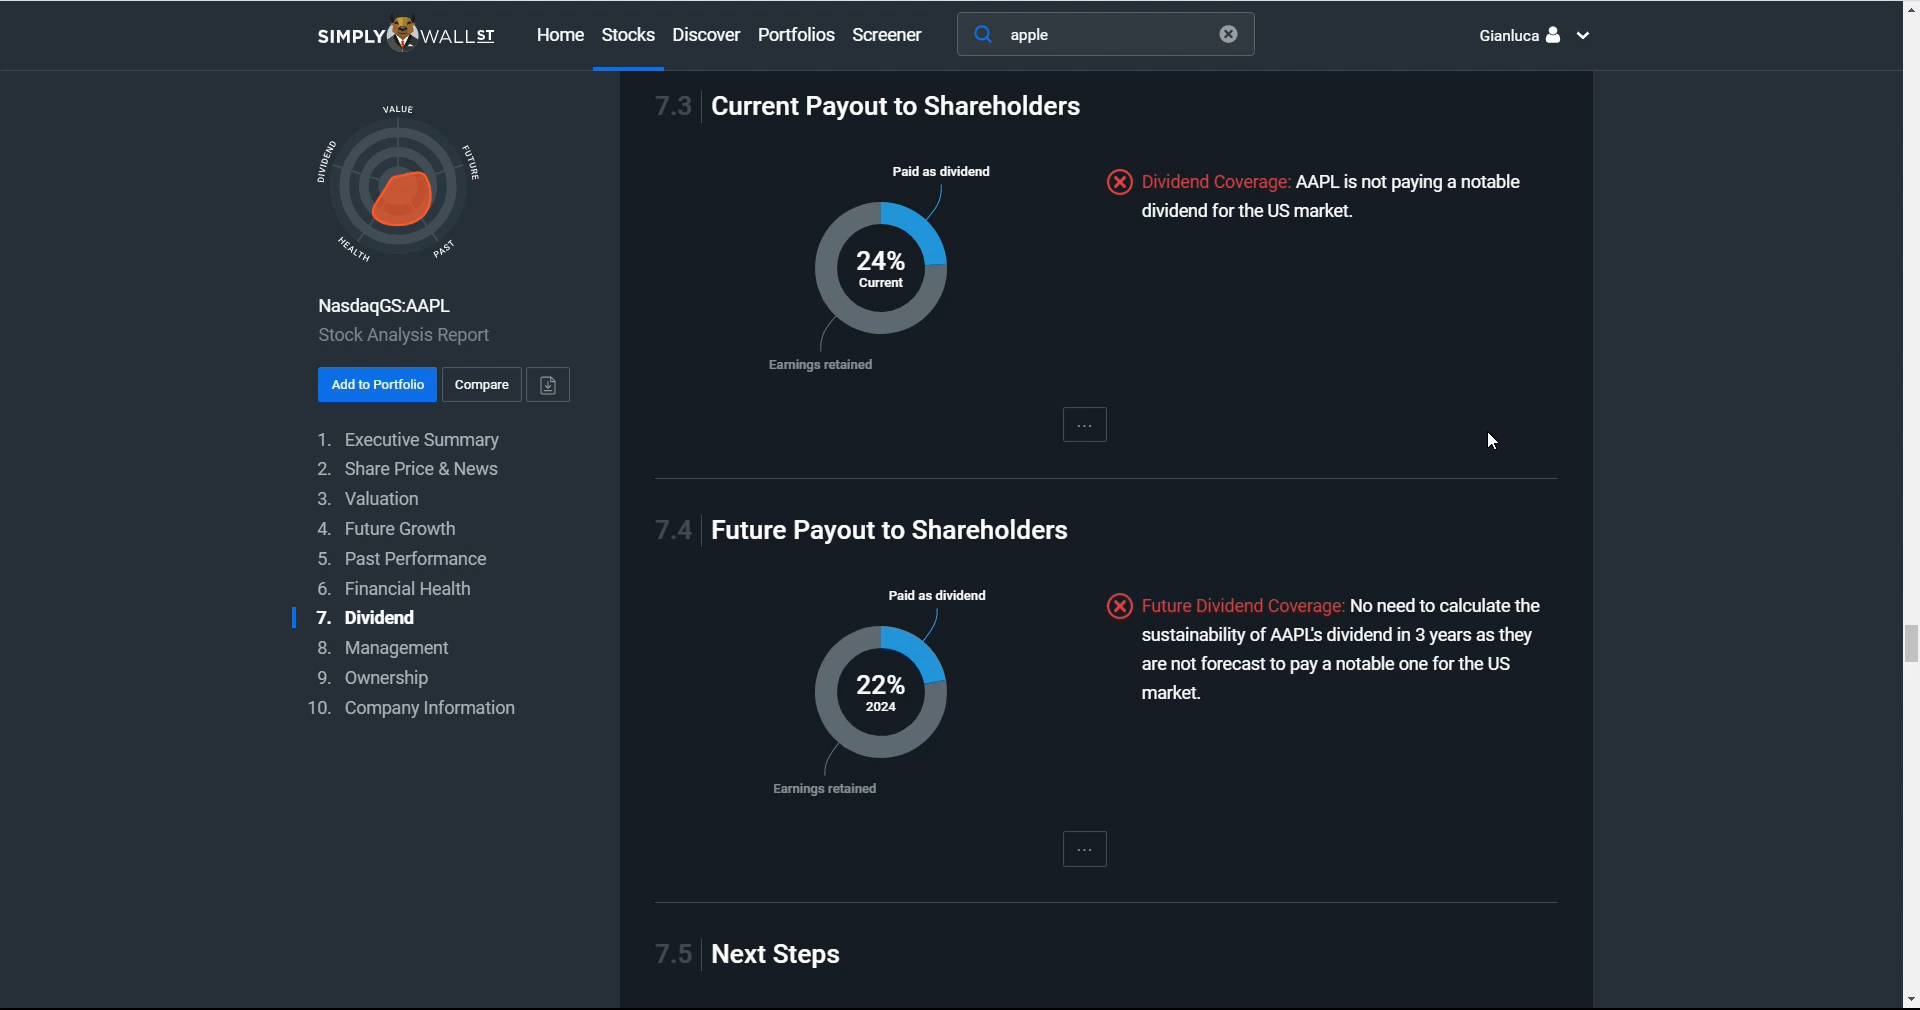 SIMPLY WALLST
Home Stocks Discover Portfolios Screener
apple
Gianluca
VALUE
FUTURE
PAST
HEALTH
DIVIDEND
NasdaqGS:AAPL
Stock Analysis Report
Add to Portfolio
Compare
1. Executive Summary
2. Share Price & News
3. Valuation
4. Future Growth
5. Past Performance
6. Financial Health
7. Dividend
8. Management
9. Ownership
10. Company Information
7.3 Current Payout to Shareholders
Paid as dividend
24%
Current
Earnings retained
Dividend Coverage: AAPL is not paying a notable
dividend for the US market.
...
7.4 Future Payout to Shareholders
Paid as dividend
22%
2024
Earnings retained
Future Dividend Coverage: No need to calculate the
sustainability of AAPL's dividend in 3 years as they
are not forecast to pay a notable one for the US
market.
...
7.5 Next Steps